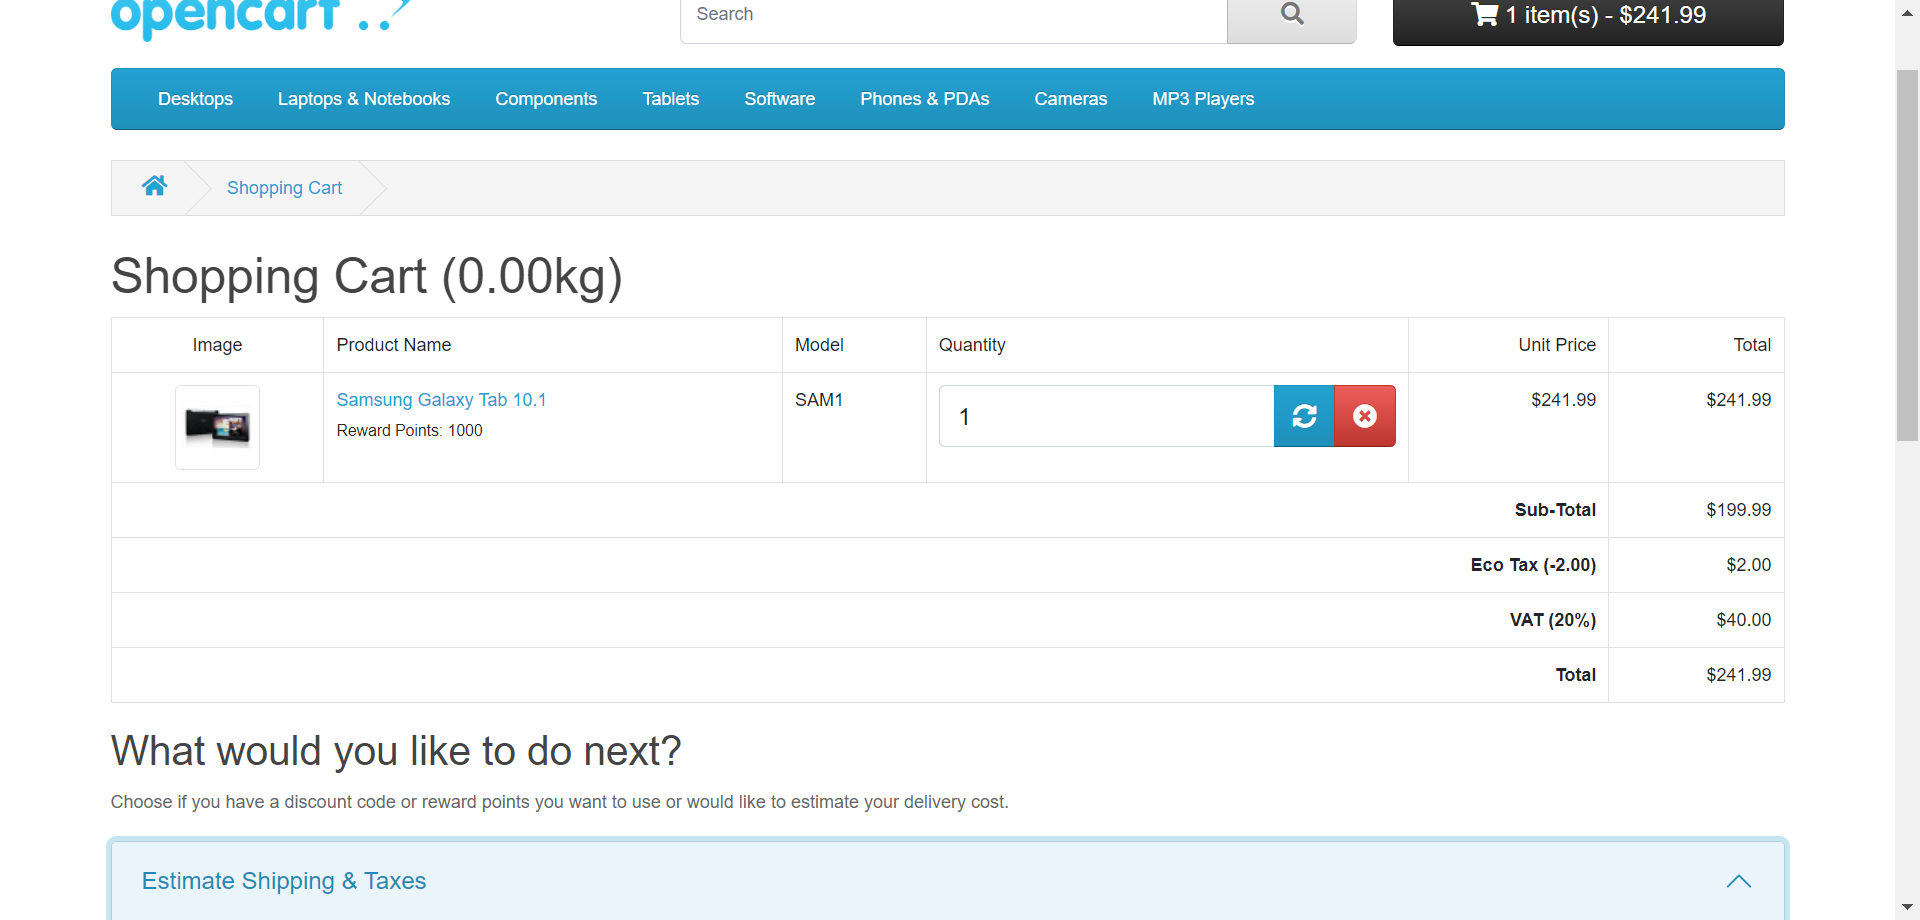 opencart
Search
1 item(s) - $241.99
Desktops Laptops & Notebooks Components Tablets Software Phones & PDAs Cameras MP3 Players
Shopping Cart
Shopping Cart (0.00kg)
Image Product Name Model Quantity Unit Price Total
Samsung Galaxy Tab 10.1 SAM1 1 $241.99 $241.99
Reward Points: 1000
Sub-Total $199.99
Eco Tax (-2.00) $2.00
VAT (20%) $40.00
Total $241.99
What would you like to do next?
Choose if you have a discount code or reward points you want to use or would like to estimate your delivery cost.
Estimate Shipping & Taxes